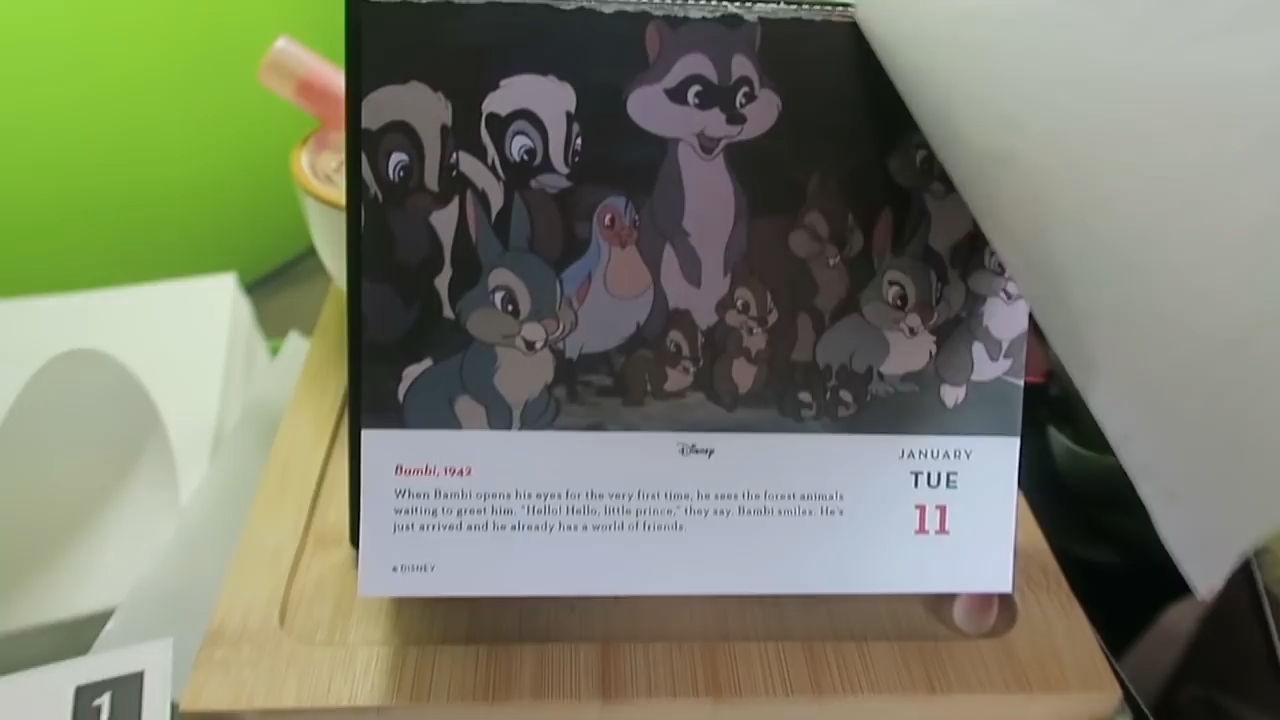 Disney
Bambi, 1942
When Bambi opens his eyes for the very first time, he sees the forest animals
waiting to greet him. "Hello! Hello, little prince," they say. Bambi smiles. He's
just arrived and he already has a world of friends.
© DISNEY
JANUARY
TUE
11
1